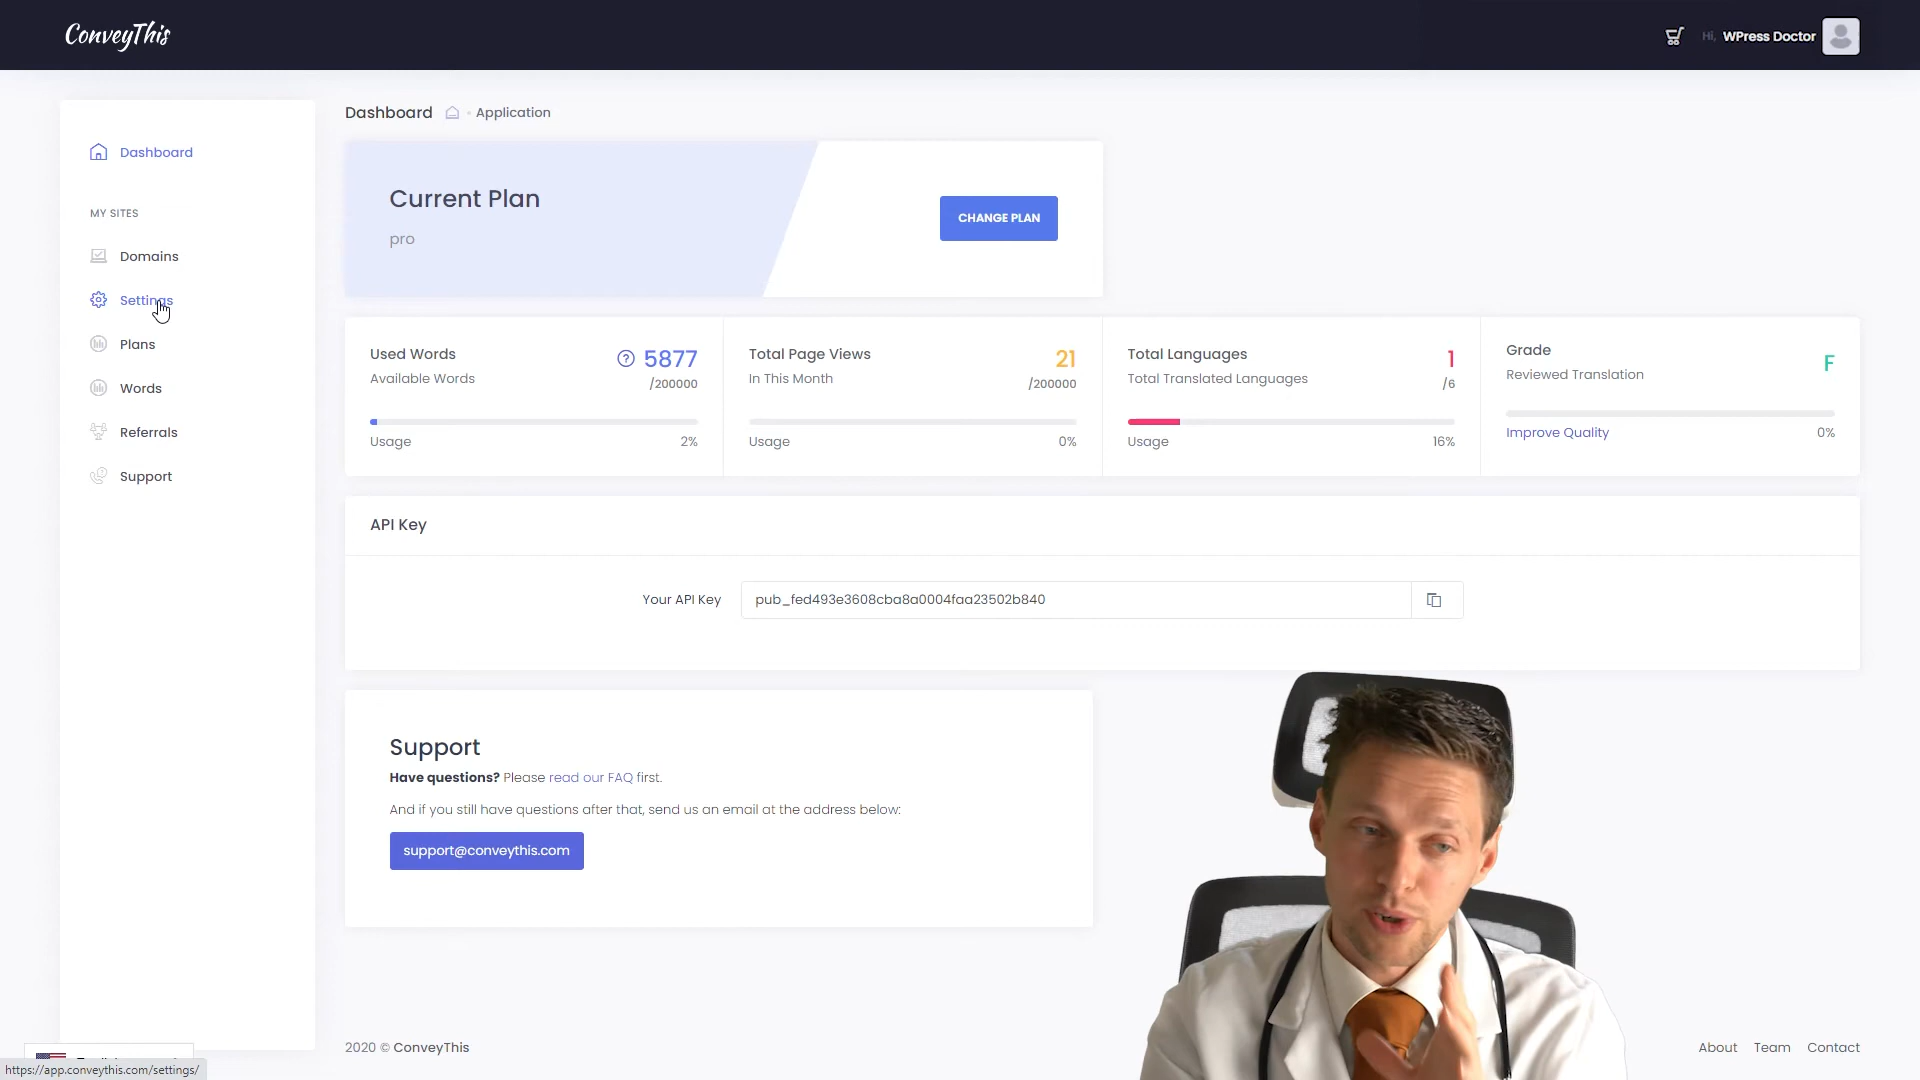 ConveyThis
Hi, WPress Doctor
Dashboard
MY SITES
Domains
Settings
Plans
Words
Referrals
Support
Dashboard • Application
Current Plan
pro
CHANGE PLAN
Used Words
Available Words
? 5877
/200000
Usage
2%
Total Page Views
In This Month
21
/200000
Usage
0%
Total Languages
Total Translated Languages
1
/6
Usage
16%
Grade
Reviewed Translation
F
Improve Quality
0%
API Key
Your API Key
pub_fed493e3608cba8a0004faa23502b840
Support
Have questions? Please read our FAQ first.
And if you still have questions after that, send us an email at the address below:
support@conveythis.com
2020 © ConveyThis
About Team Contact
https://app.conveythis.com/settings/